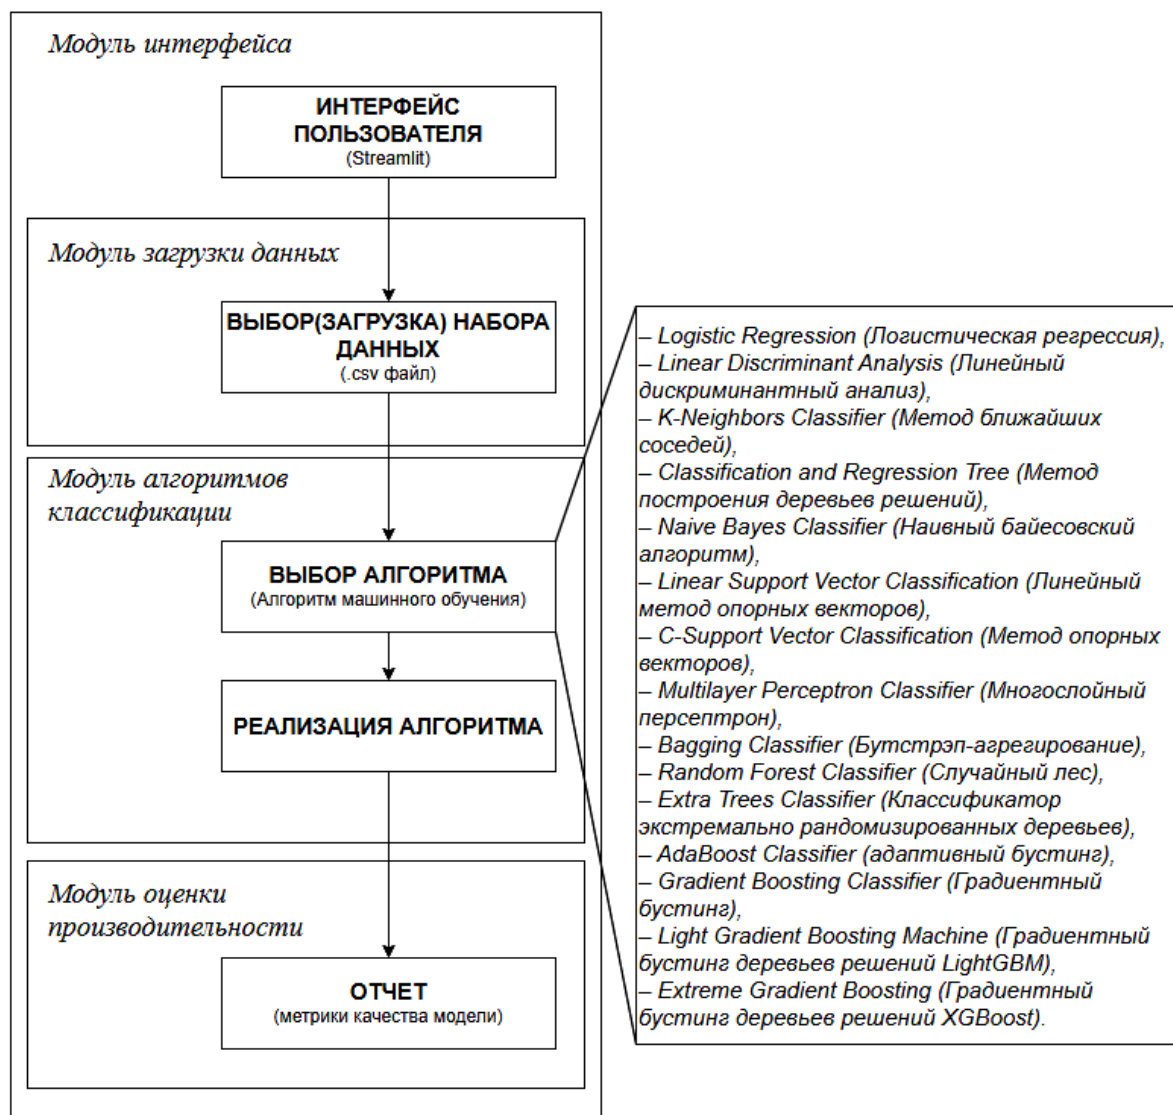 Модуль интерфейса
ИНТЕРФЕЙС
ПОЛЬЗОВАТЕЛЯ
(Streamlit)
Модуль загрузки данных
ВЫБОР(ЗАГРУЗКА) НАБОРА
ДАННЫХ
(.csv файл)
Модуль алгоритмов
классификации
ВЫБОР АЛГОРИТМА
(Алгоритм машинного обучения)
РЕАЛИЗАЦИЯ АЛГОРИТМА
Модуль оценки
производительности
ОТЧЕТ
(метрики качества модели)
– Logistic Regression (Логистическая регрессия),
– Linear Discriminant Analysis (Линейный
дискриминантный анализ),
– K-Neighbors Classifier (Метод ближайших
соседей),
– Classification and Regression Tree (Метод
построения деревьев решений),
– Naive Bayes Classifier (Наивный байесовский
алгоритм),
– Linear Support Vector Classification (Линейный
метод опорных векторов),
– C-Support Vector Classification (Метод опорных
векторов),
– Multilayer Perceptron Classifier (Многослойный
персептрон),
– Bagging Classifier (Бутстрэп-агрегирование),
– Random Forest Classifier (Случайный лес),
– Extra Trees Classifier (Классификатор
экстремально рандомизированных деревьев),
– AdaBoost Classifier (адаптивный бустинг),
– Gradient Boosting Classifier (Градиентный
бустинг),
– Light Gradient Boosting Machine (Градиентный
бустинг деревьев решений LightGBM),
– Extreme Gradient Boosting (Градиентный
бустинг деревьев решений XGBoost).